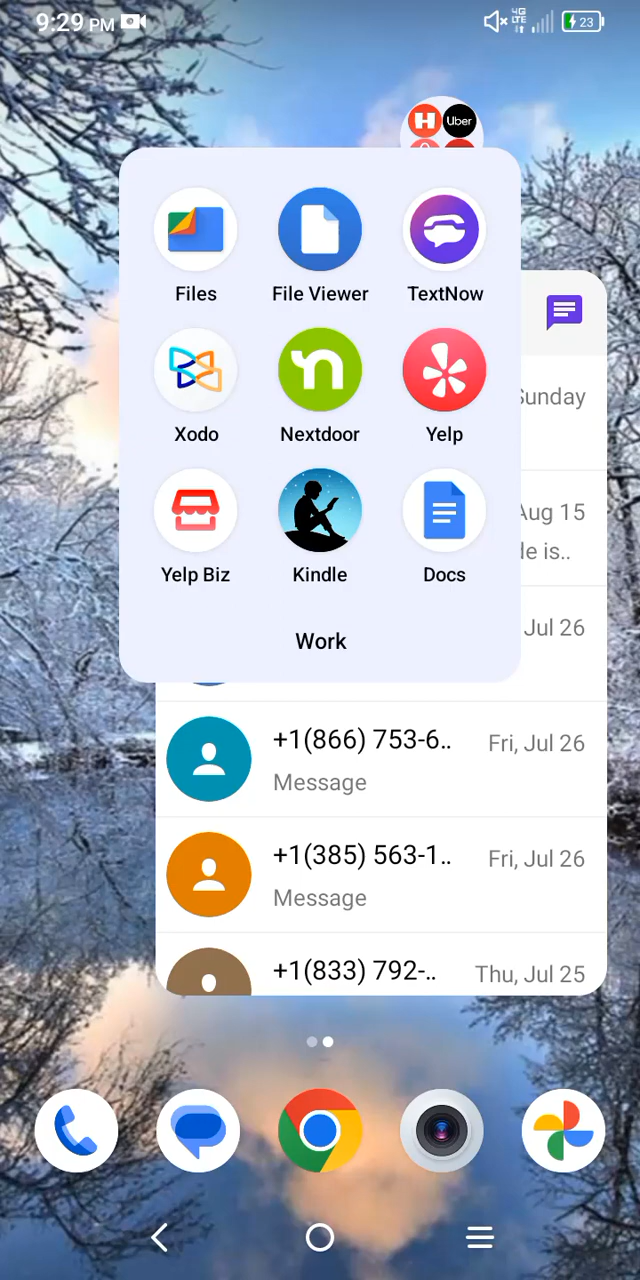 9:29 PM
4G
LTE
23
H
Uber
Files
File Viewer
TextNow
Sunday
Xodo
Nextdoor
Yelp
Aug 15
is..
Yelp Biz
Kindle
Docs
Jul 26
Work
+1(866) 753-6..
Fri, Jul 26
Message
+1(385) 563-1..
Fri, Jul 26
Message
+1(833) 792-..
Thu, Jul 25